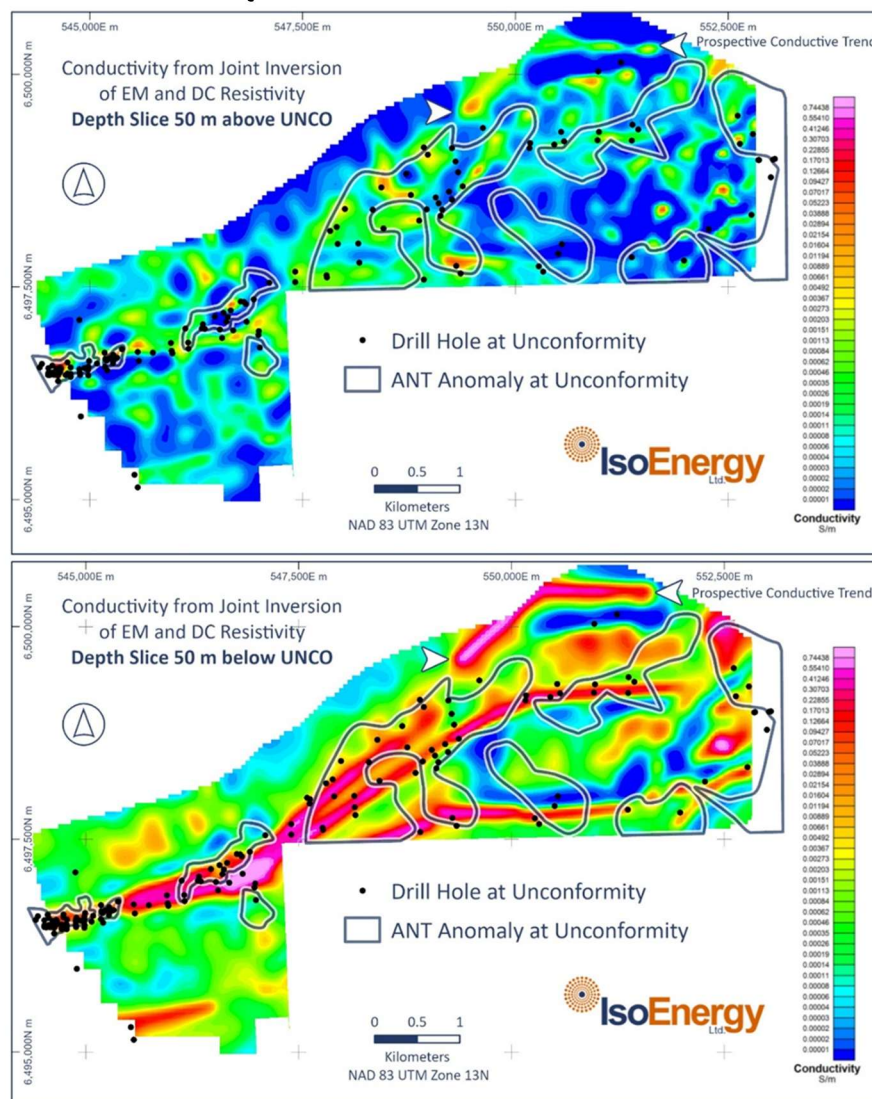 545,000E m
547,500E m
550,000E m
552,500E m
Prospective Conductive Trend
6,500,000N m
6,497,500N m
6,495,000N m
Conductivity from Joint Inversion
of EM and DC Resistivity
Depth Slice 50 m above UNCO
Drill Hole at Unconformity
ANT Anomaly at Unconformity
0 0.5 1
Kilometers
NAD 83 UTM Zone 13N
IsoEnergy
Ltd.
0.74438
0.55410
0.41246
0.30703
0.22855
0.17013
0.12664
0.09427
0.07017
0.05223
0.03888
0.02894
0.02154
0.01604
0.01194
0.00889
0.00661
0.00492
0.00367
0.00273
0.00203
0.00151
0.00113
0.00084
0.00062
0.00046
0.00035
0.00026
0.00019
0.00014
0.00011
0.00008
0.00006
0.00004
0.00003
0.00002
0.00002
0.00001
Conductivity
S/m
545,000E m
547,500E m
550,000E m
552,500E m
Prospective Conductive Trend
6,500,000N m
6,497,500N m
6,495,000N m
Conductivity from Joint Inversion
of EM and DC Resistivity
Depth Slice 50 m below UNCO
Drill Hole at Unconformity
ANT Anomaly at Unconformity
0 0.5 1
Kilometers
NAD 83 UTM Zone 13N
IsoEnergy
Ltd.
0.74438
0.55410
0.41246
0.30703
0.22855
0.17013
0.12664
0.09427
0.07017
0.05223
0.03888
0.02894
0.02154
0.01604
0.01194
0.00889
0.00661
0.00492
0.00367
0.00273
0.00203
0.00151
0.00113
0.00084
0.00062
0.00046
0.00035
0.00026
0.00019
0.00014
0.00011
0.00008
0.00006
0.00004
0.00003
0.00002
0.00002
0.00001
Conductivity
S/m